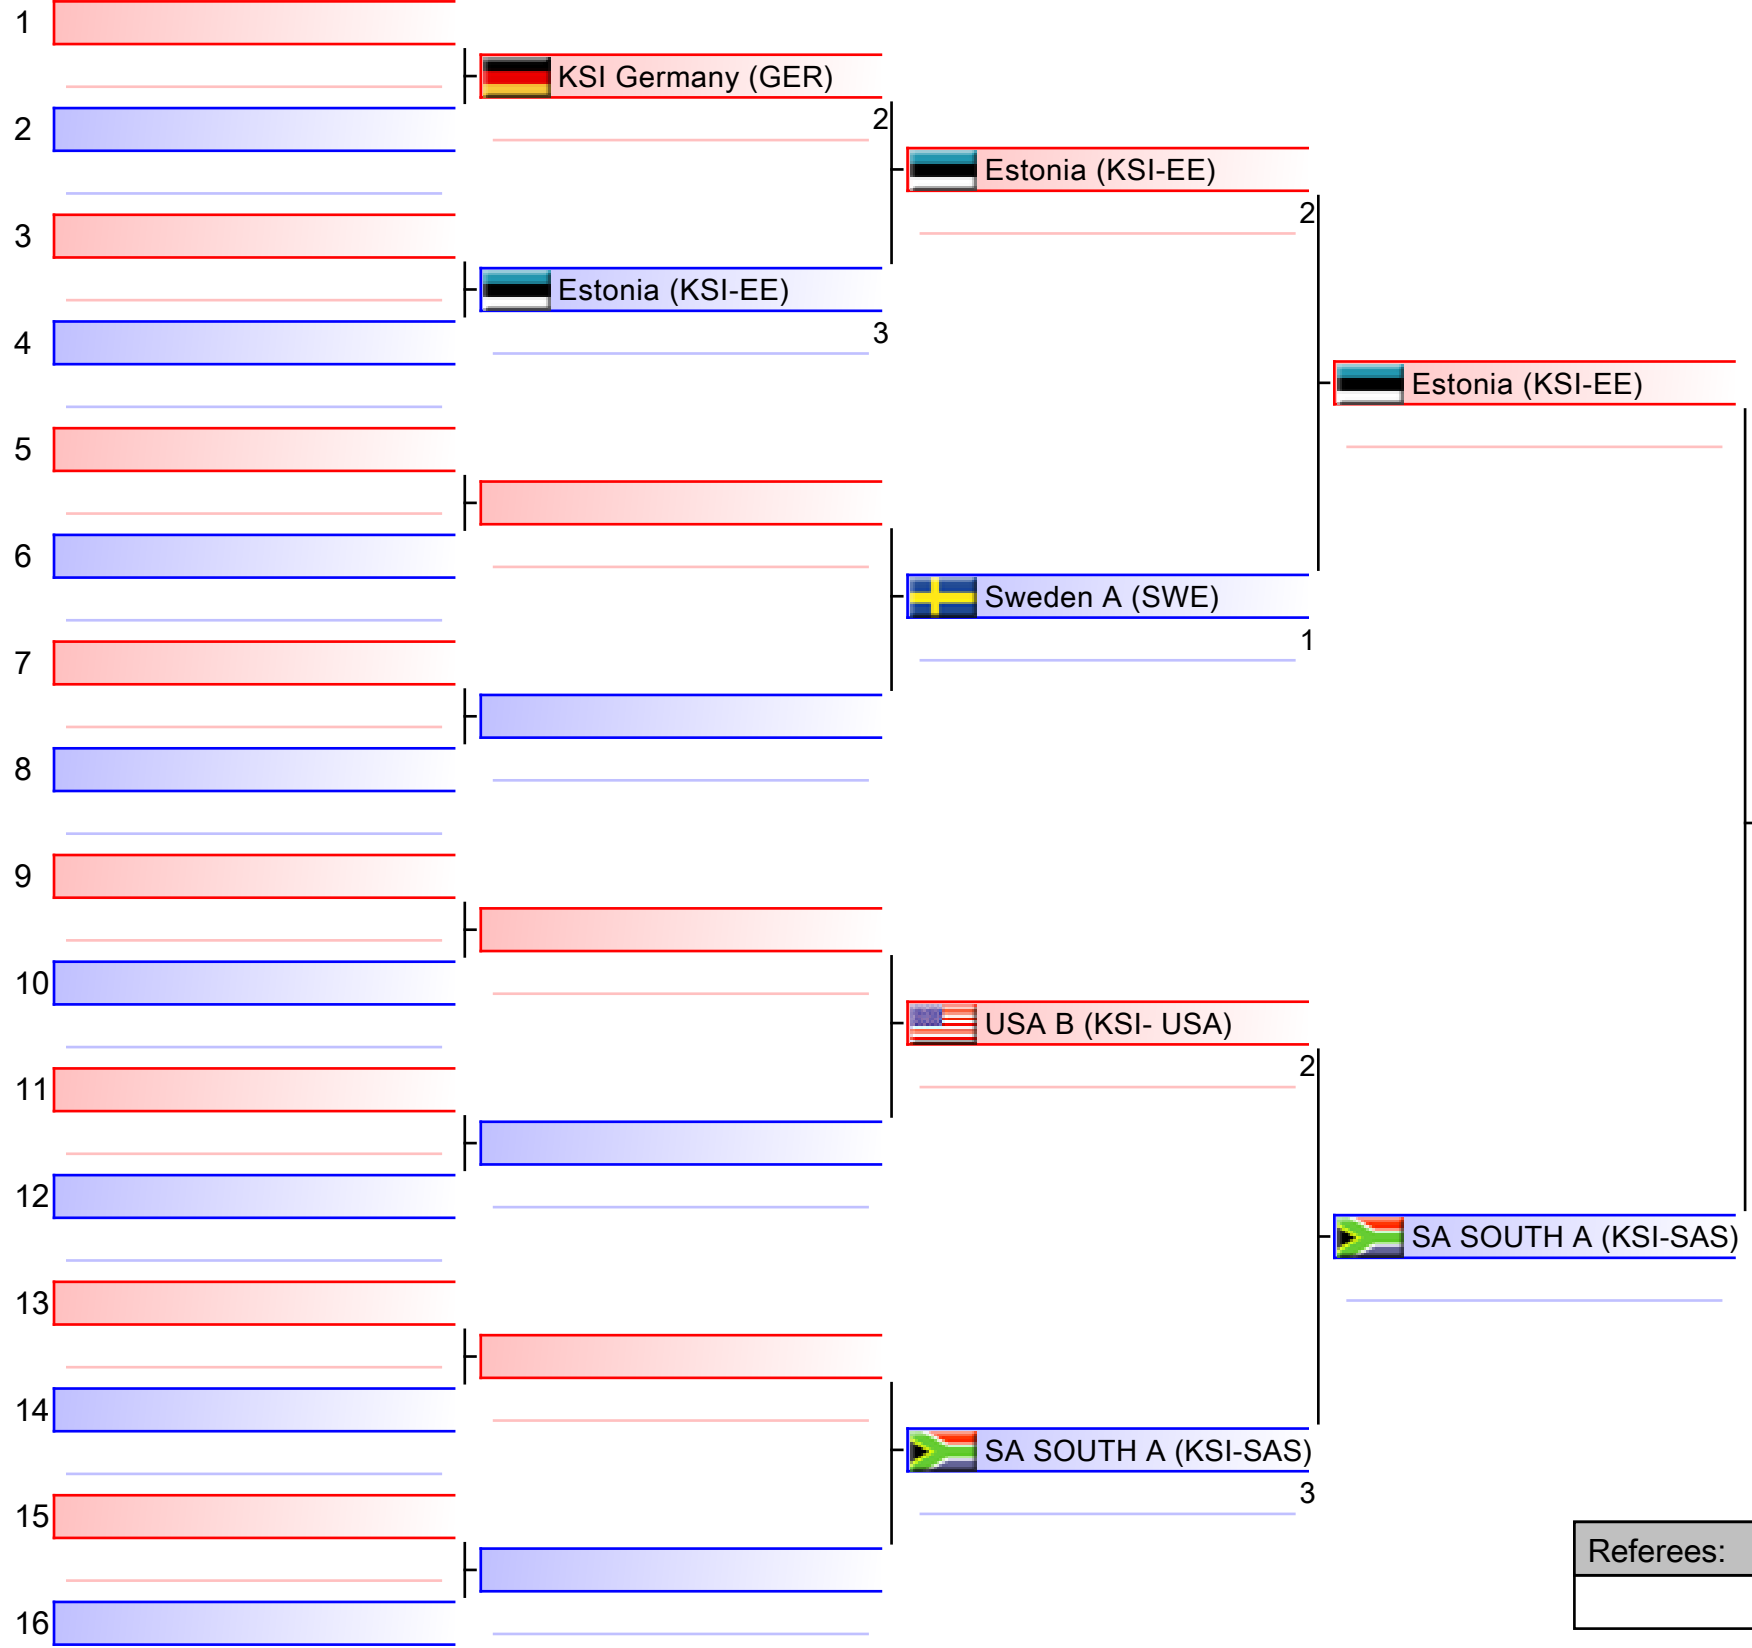 1
KSI Germany (GER)
2
2
Estonia (KSI-EE)
2
3
Estonia (KSI-EE)
3
4
Estonia (KSI-EE)
5
6
Sweden A (SWE)
1
7
8
9
10
USA B (KSI- USA)
2
11
12
SA SOUTH A (KSI-SAS)
13
14
SA SOUTH A (KSI-SAS)
3
15
Referees:
16